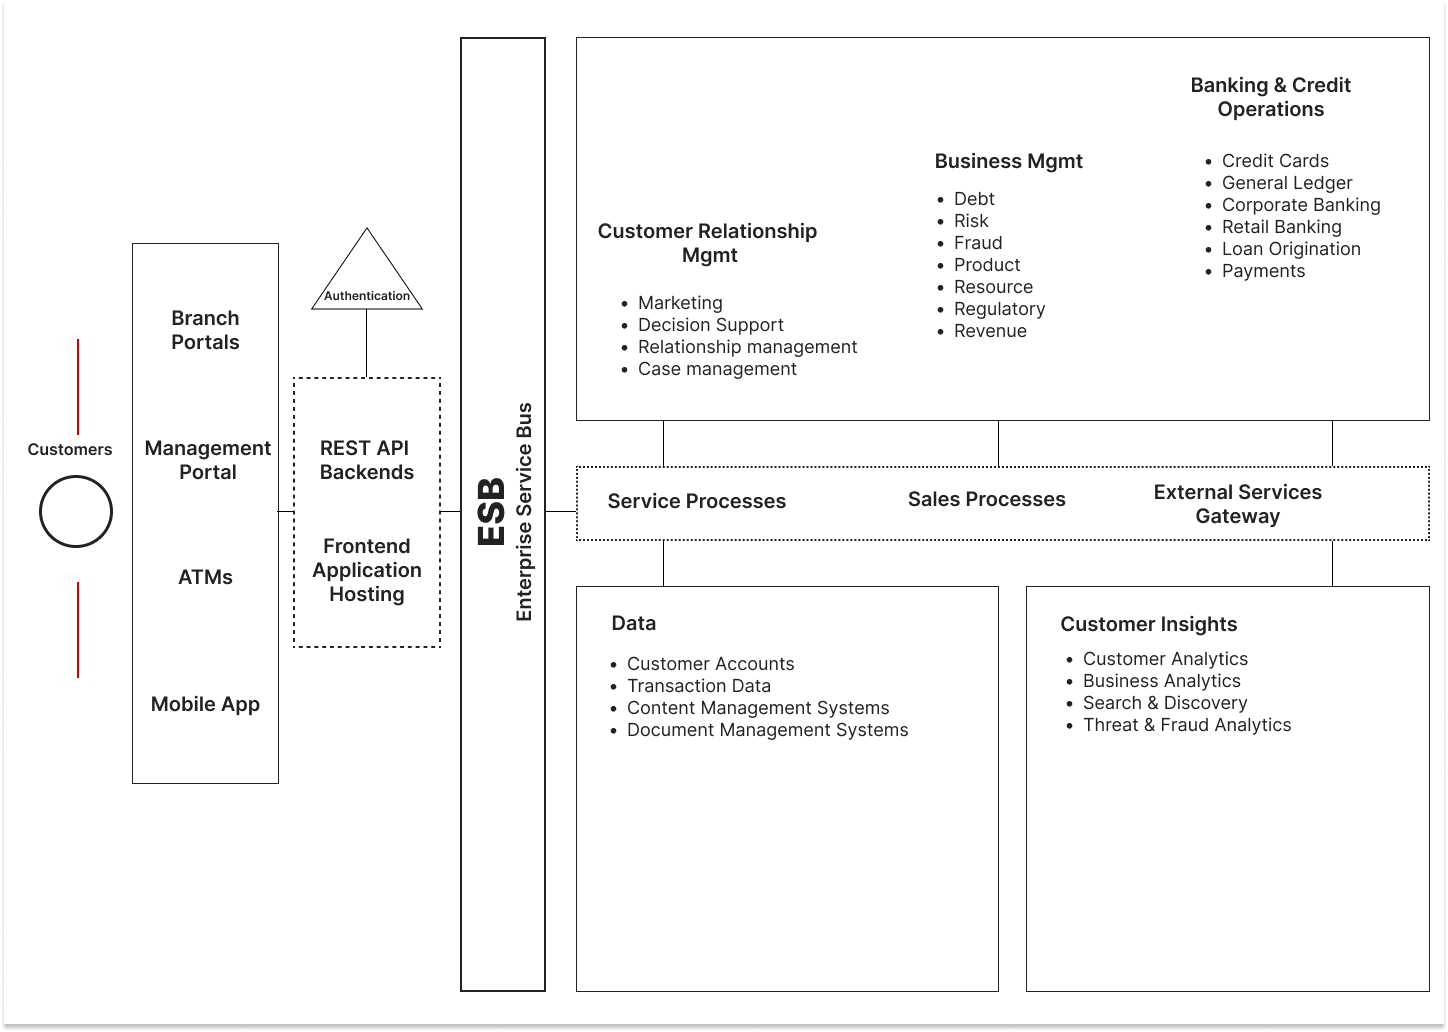 Customers
Branch
Portals
Management
Portal
ATMs
Mobile App
Authentication
REST API
Backends
Frontend
Application
Hosting
ESB
Enterprise Service Bus
Customer Relationship
Mgmt
• Marketing
• Decision Support
• Relationship management
• Case management
Business Mgmt
• Debt
• Risk
• Fraud
• Product
• Resource
• Regulatory
• Revenue
Banking & Credit
Operations
• Credit Cards
• General Ledger
• Corporate Banking
• Retail Banking
• Loan Origination
• Payments
Service Processes
Sales Processes
External Services
Gateway
Data
• Customer Accounts
• Transaction Data
• Content Management Systems
• Document Management Systems
Customer Insights
• Customer Analytics
• Business Analytics
• Search & Discovery
• Threat & Fraud Analytics